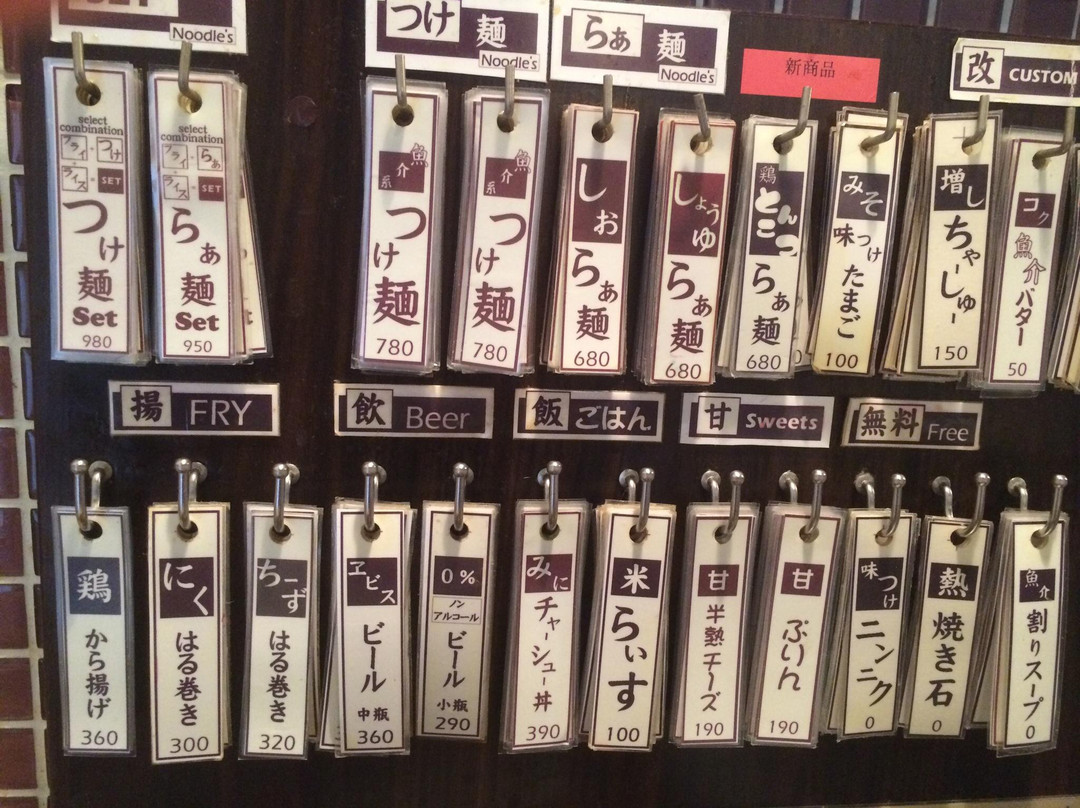 Noodle's
つけ麺
Noodle's
らぁ麺
Noodle's
新商品
改 CUSTOM
select
combination
フライ つけ
ライス SET
つけ麺
Set
980
select
combination
フライ らぁ
ライス SET
らぁ麺
Set
950
魚介系
つけ麺
780
魚介系
つけ麺
780
しお
らぁ麺
680
しょうゆ
らぁ麺
680
鶏とんこつ
らぁ麺
680
みそ
味つけたまご
100
増し
ちゃーしゅー
150
コク
魚介バター
50
揚 FRY
飲 Beer
飯 ごはん
甘 Sweets
無料 Free
鶏
から揚げ
360
にく
はる巻き
300
ちーず
はる巻き
320
ヱビス
ビール
中瓶
360
0%
ノン
アルコール
ビール
小瓶
290
みに
チャーシュー丼
390
米
らいす
100
甘
半熟チーズ
190
甘
ぷりん
190
味つけ
ニンニク
0
熱
焼き石
0
魚介
割りスープ
0